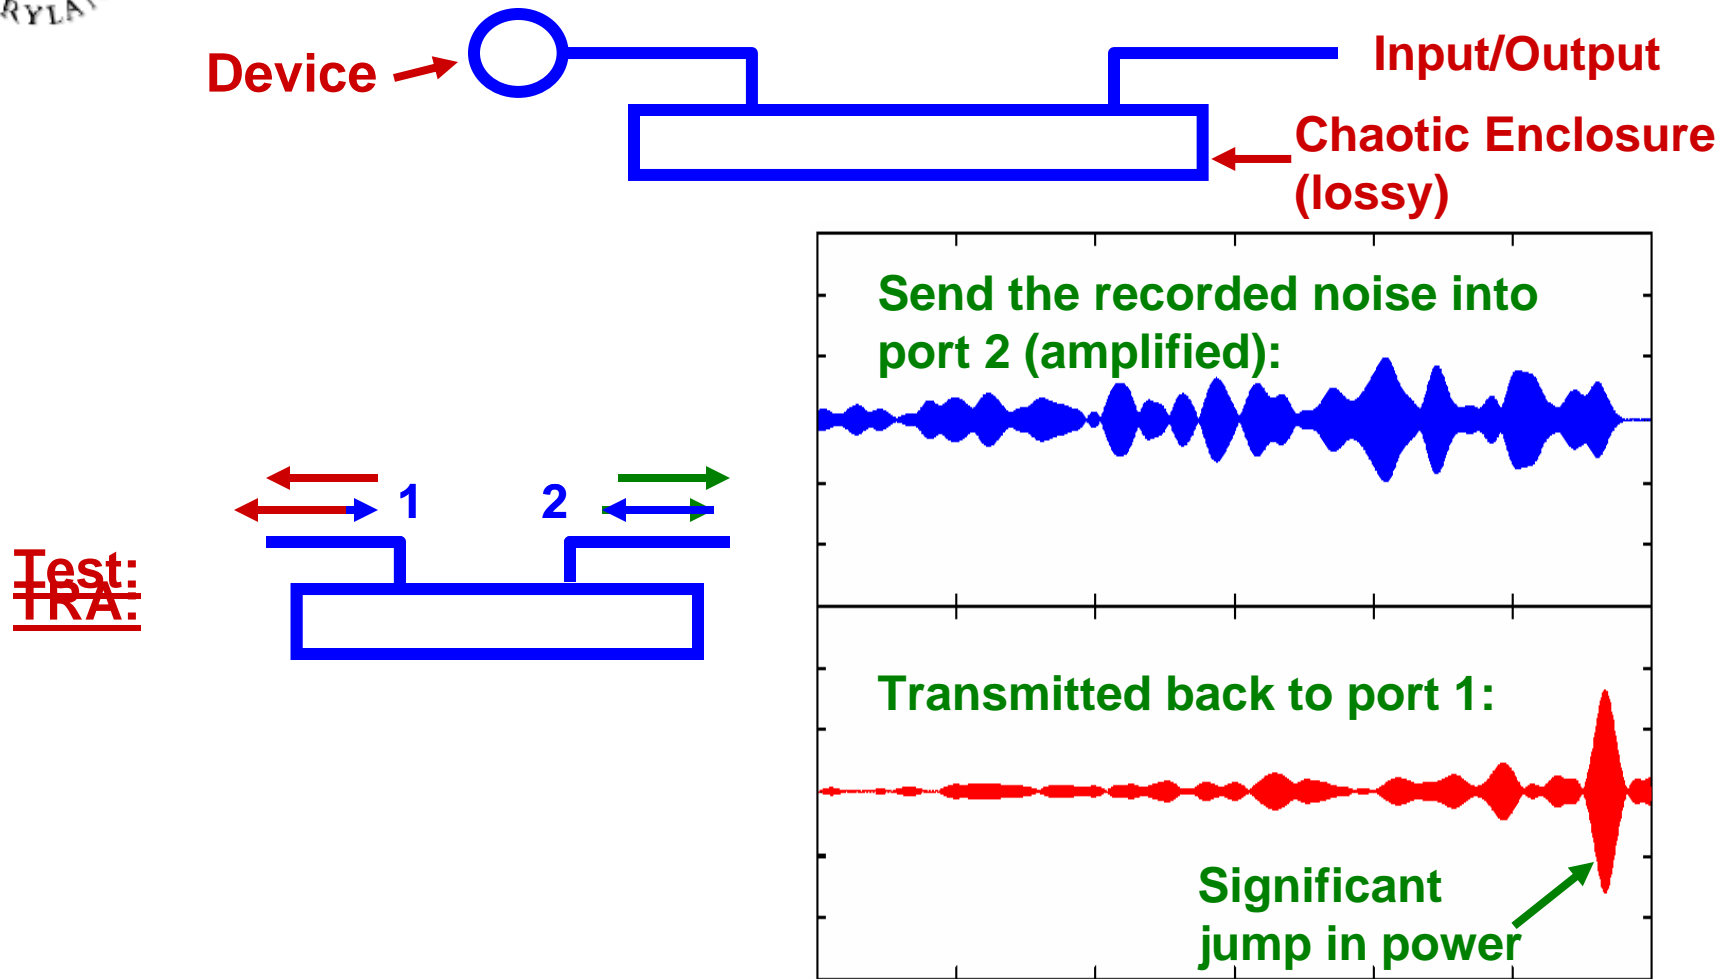 Device
Input/Output
Chaotic Enclosure
(lossy)
Send the recorded noise into
port 2 (amplified):
1
2
Test:
TRA:
Transmitted back to port 1:
Significant
jump in power